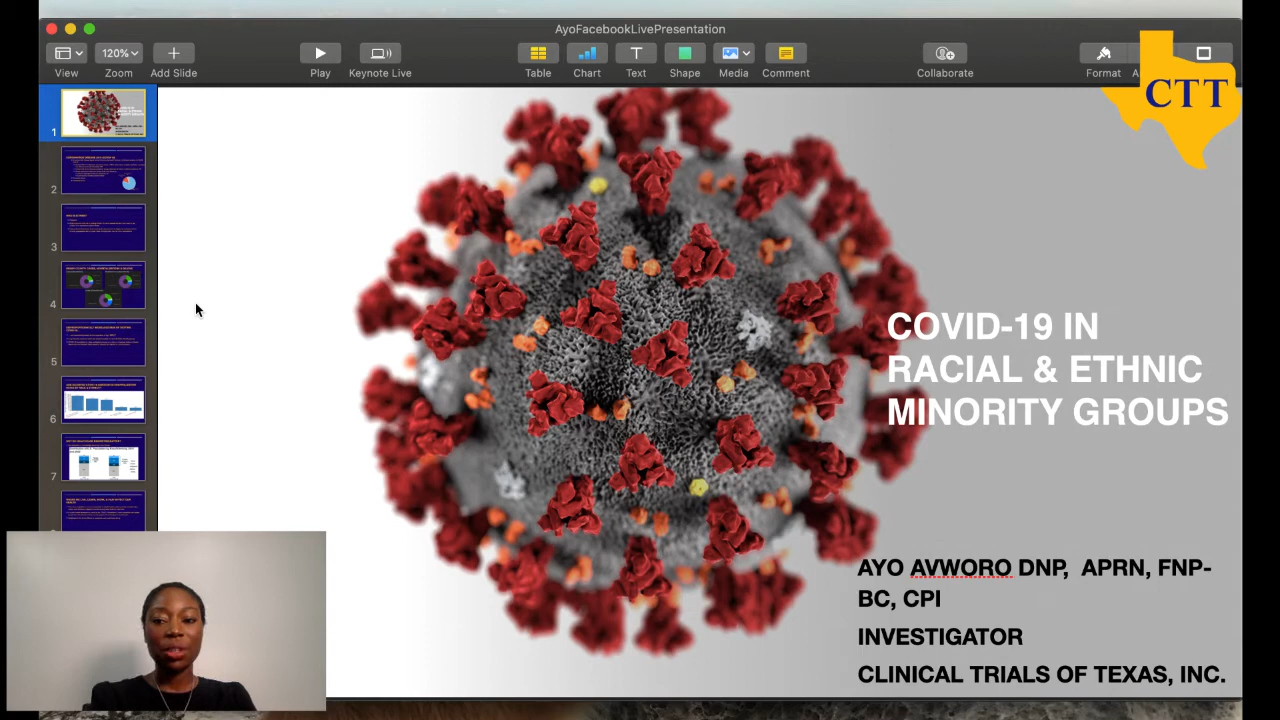 AyoFacebookLivePresentation
120%
View
Zoom
Add Slide
Play
Keynote Live
Table
Chart
Text
Shape
Media
Comment
Collaborate
Format
CTT
1
2
3
4
5
6
7
COVID-19 IN
RACIAL & ETHNIC
MINORITY GROUPS
AYO AVWORO DNP, APRN, FNP-
BC, CPI
INVESTIGATOR
CLINICAL TRIALS OF TEXAS, INC.